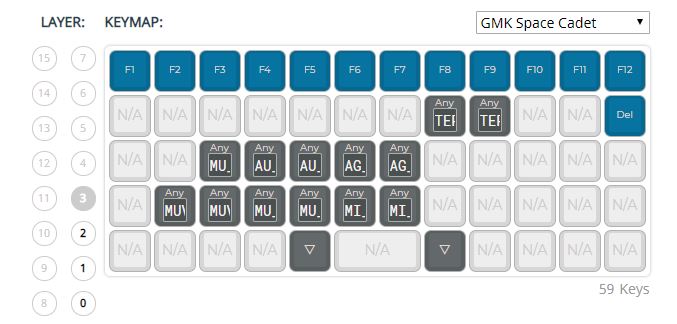 LAYER: KEYMAP: GMK Space Cadet
15 7
F1 F2 F3 F4 F5 F6 F7 F8 F9 F10 F11 F12
14 6
N/A N/A N/A N/A N/A N/A N/A Any Any N/A N/A Del
13 5
N/A N/A Any MU_ Any AU_ Any AU_ Any AG_ Any AG_ N/A N/A N/A N/A N/A
12 4
11 3
N/A Any MUV Any MUV Any MU_ Any MU_ Any MI_ Any MI_ N/A N/A N/A N/A N/A
10 2
N/A N/A N/A N/A ▽ N/A ▽ N/A N/A N/A N/A
9 1
59 Keys
8 0